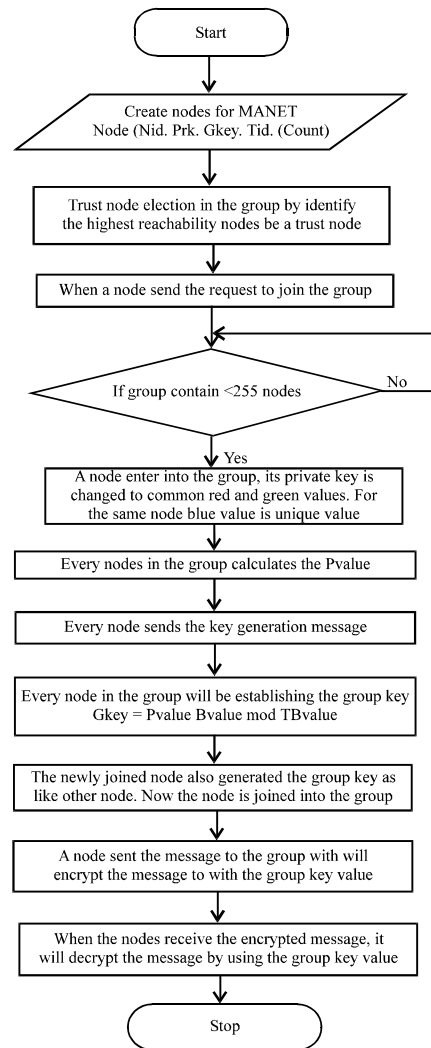 Start
Create nodes for MANET
Node (Nid. Prk. Gkey. Tid. (Count)
Trust node election in the group by identify
the highest reachability nodes be a trust node
When a node send the request to join the group
If group contain <255 nodes
No
Yes
A node enter into the group, its private key is
changed to common red and green values. For
the same node blue value is unique value
Every nodes in the group calculates the Pvalue
Every node sends the key generation message
Every node in the group will be establishing the group key
Gkey = Pvalue Bvalue mod TBvalue
The newly joined node also generated the group key as
like other node. Now the node is joined into the group
A node sent the message to the group with will
encrypt the message to with the group key value
When the nodes receive the encrypted message, it
will decrypt the message by using the group key value
Stop